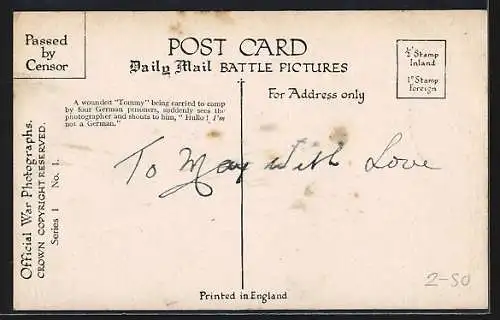 Passed
by
Censor
POST CARD
Daily Mail BATTLE PICTURES
½ᵈ Stamp
Inland
1ᵈ Stamp
Foreign
For Address only
A wounded "Tommy" being carried to camp
by four German prisoners, suddenly sees the
photographer and shouts to him, "Hullo! I'm
not a German."
To May with Love
Official War Photographs.
CROWN COPYRIGHT RESERVED.
Series 1 No. 1.
Printed in England
2-50